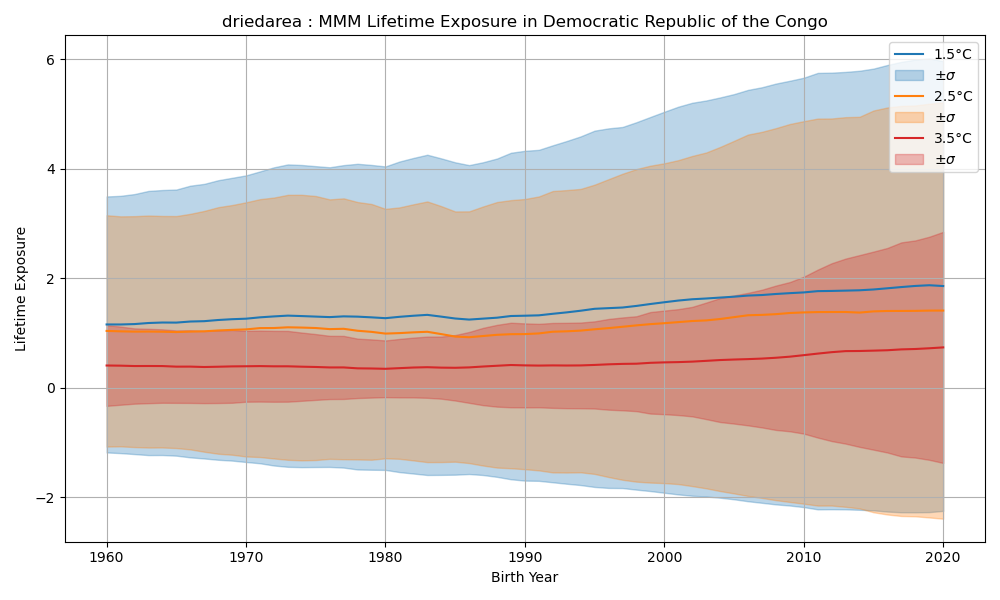 driedarea : MMM Lifetime Exposure in Democratic Republic of the Congo
1.5°C
±σ
2.5°C
±σ
3.5°C
±σ
Lifetime Exposure
6
4
2
0
−2
1960
1970
1980
1990
2000
2010
2020
Birth Year